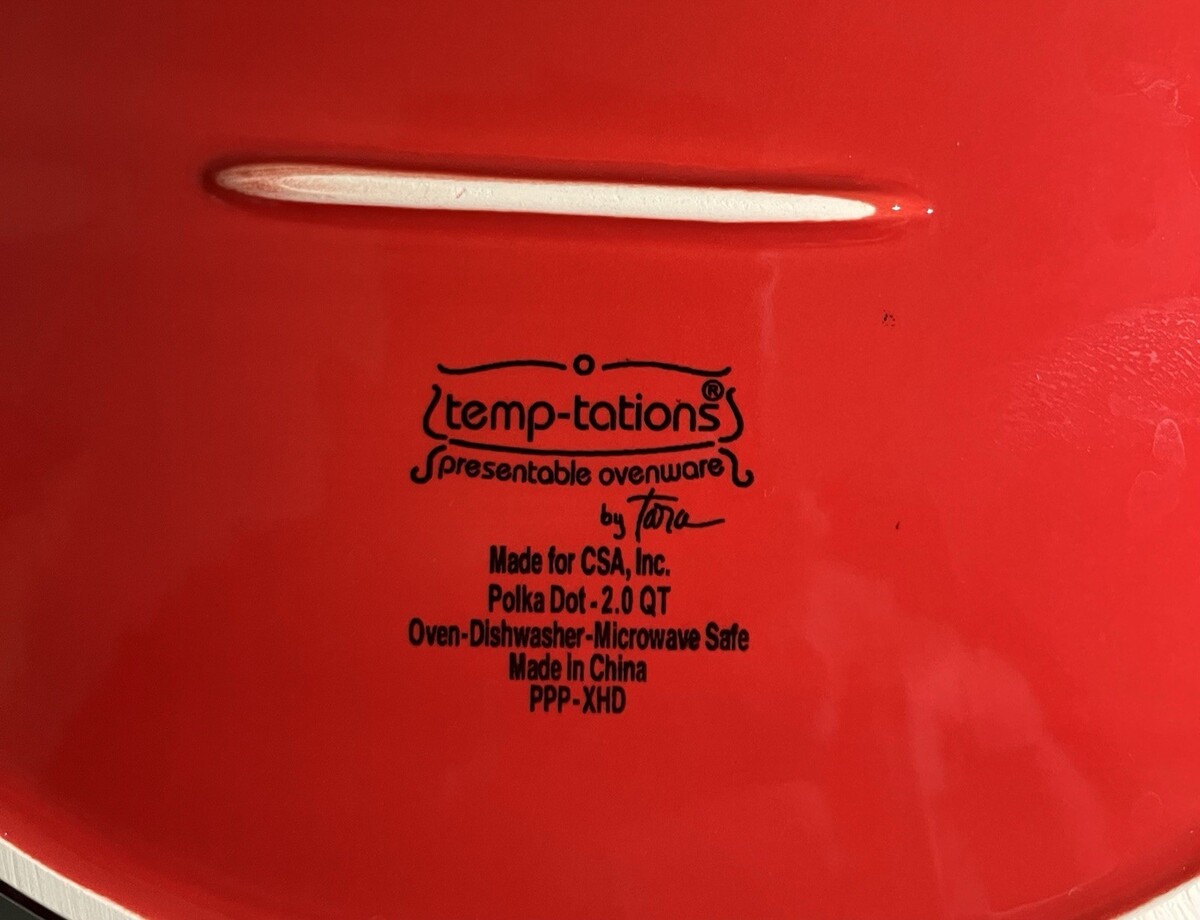 temp-tations®
presentable ovenware
by Tara
Made for CSA, Inc.
Polka Dot - 2.0 QT
Oven-Dishwasher-Microwave Safe
Made in China
PPP-XHD